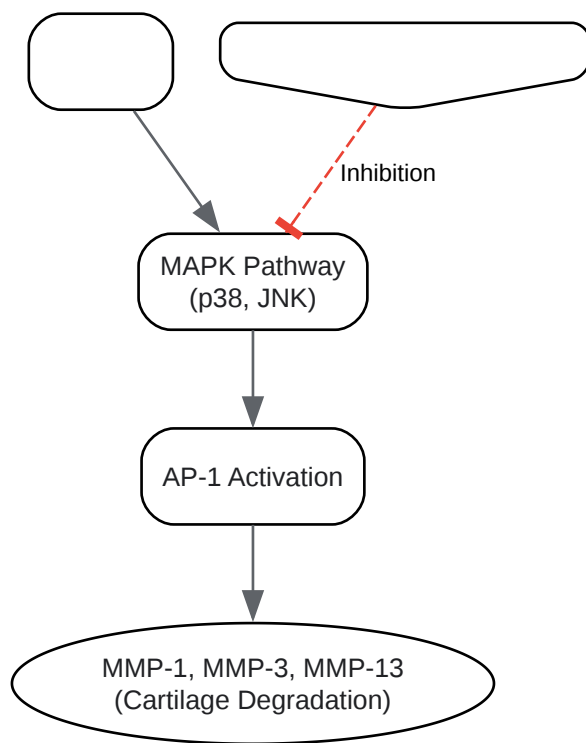 Inhibition
MAPK Pathway
(p38, JNK)
AP-1 Activation
MMP-1, MMP-3, MMP-13
(Cartilage Degradation)